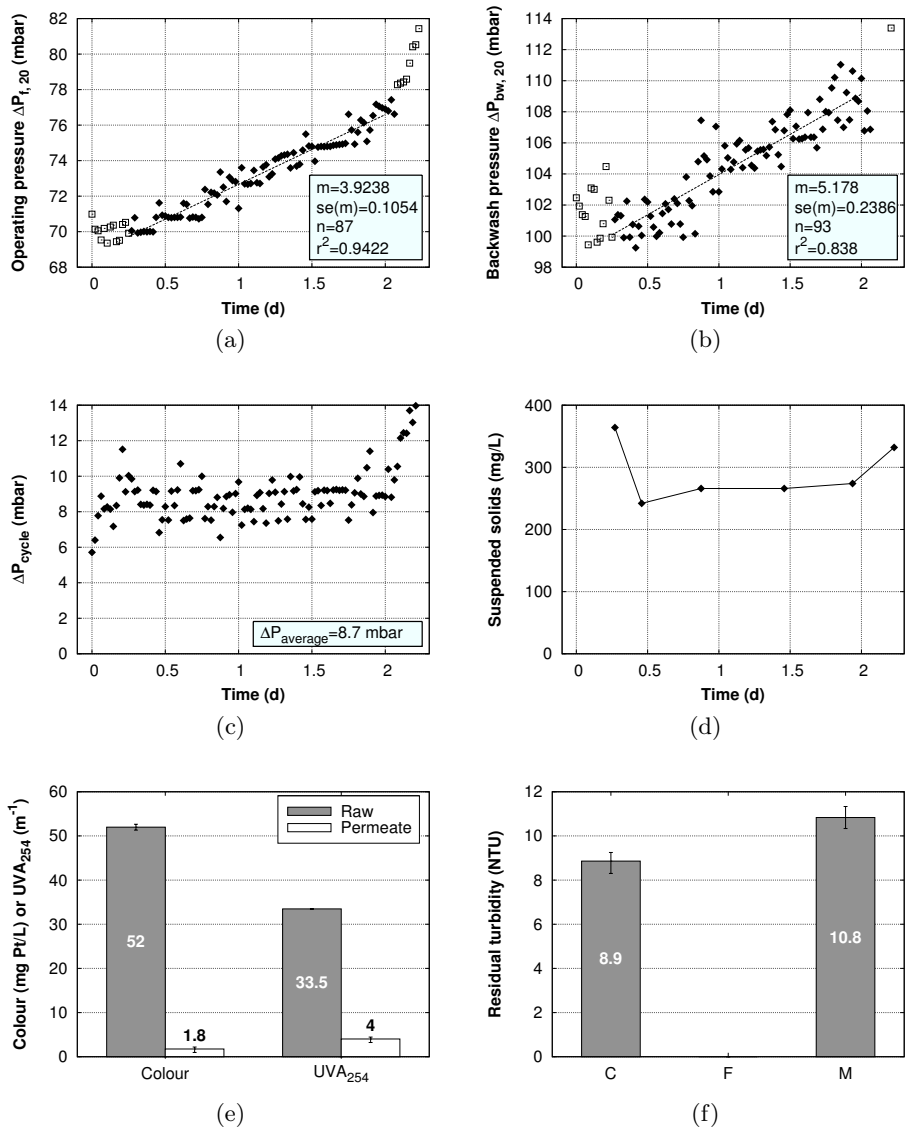 Operating pressure ΔPf, 20 (mbar)
82
80
78
76
74
72
70
68
m=3.9238
se(m)=0.1054
n=87
r²=0.9422
0 0.5 1 1.5 2
Time (d)
(a)
Backwash pressure ΔPbw, 20 (mbar)
114
112
110
108
106
104
102
100
98
m=5.178
se(m)=0.2386
n=93
r²=0.838
0 0.5 1 1.5 2
Time (d)
(b)
ΔPcycle (mbar)
14
12
10
8
6
4
2
0
ΔPaverage=8.7 mbar
0 0.5 1 1.5 2
Time (d)
(c)
Suspended solids (mg/L)
400
300
200
100
0
0 0.5 1 1.5 2
Time (d)
(d)
Colour (mg Pt/L) or UVA254 (m⁻¹)
60
50
40
30
20
10
0
Raw
Permeate
52
1.8
33.5
4
Colour UVA254
(e)
Residual turbidity (NTU)
12
10
8
6
4
2
0
8.9
10.8
C F M
(f)